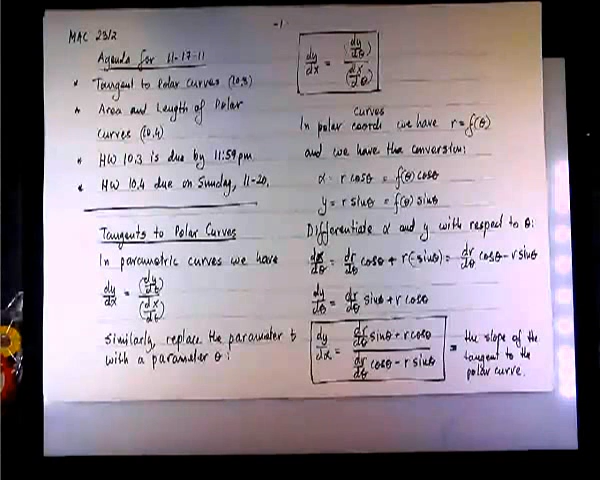 MAC 2312
-1-
Agenda for 11-17-11
* Tangent to Polar Curves (10.3)
* Area and Length of Polar
curves (10.4)
* HW 10.3 is due by 11:59pm
* HW 10.4 due on Sunday, 11-20.
Tangents to Polar Curves
In parametric curves we have
dy/dx = (dy/dθ)/(dx/dθ)
Similarly, replace the parameter t
with a parameter θ:
dy/dx = (dy/dθ)/(dx/dθ)
curves
In polar coords we have r = f(θ)
and we have the conversion:
x = r cosθ = f(θ) cosθ
y = r sinθ = f(θ) sinθ
Differentiate x and y with respect to θ:
dx/dθ = dr/dθ cosθ + r(-sinθ) = dr/dθ cosθ - r sinθ
dy/dθ = dr/dθ sinθ + r cosθ
dy/dx = (dr/dθ sinθ + r cosθ)/(dr/dθ cosθ - r sinθ) = the slope of the
tangent to the
polar curve.